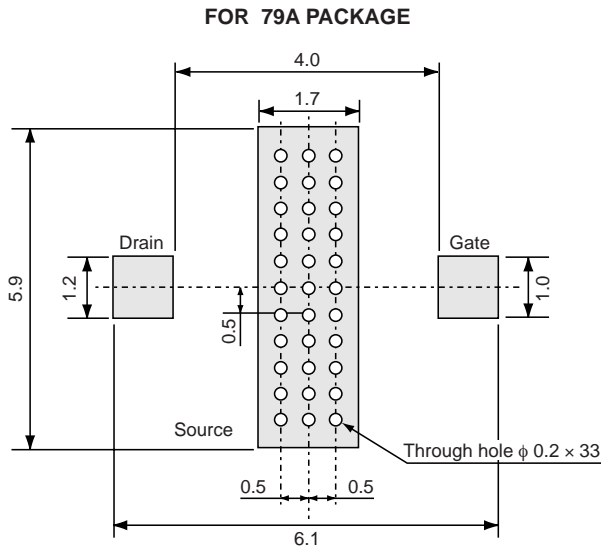 FOR 79A PACKAGE
4.0
1.7
Drain
Gate
5.9
1.2
1.0
0.5
Source
Through hole ϕ 0.2 × 33
0.5
0.5
6.1